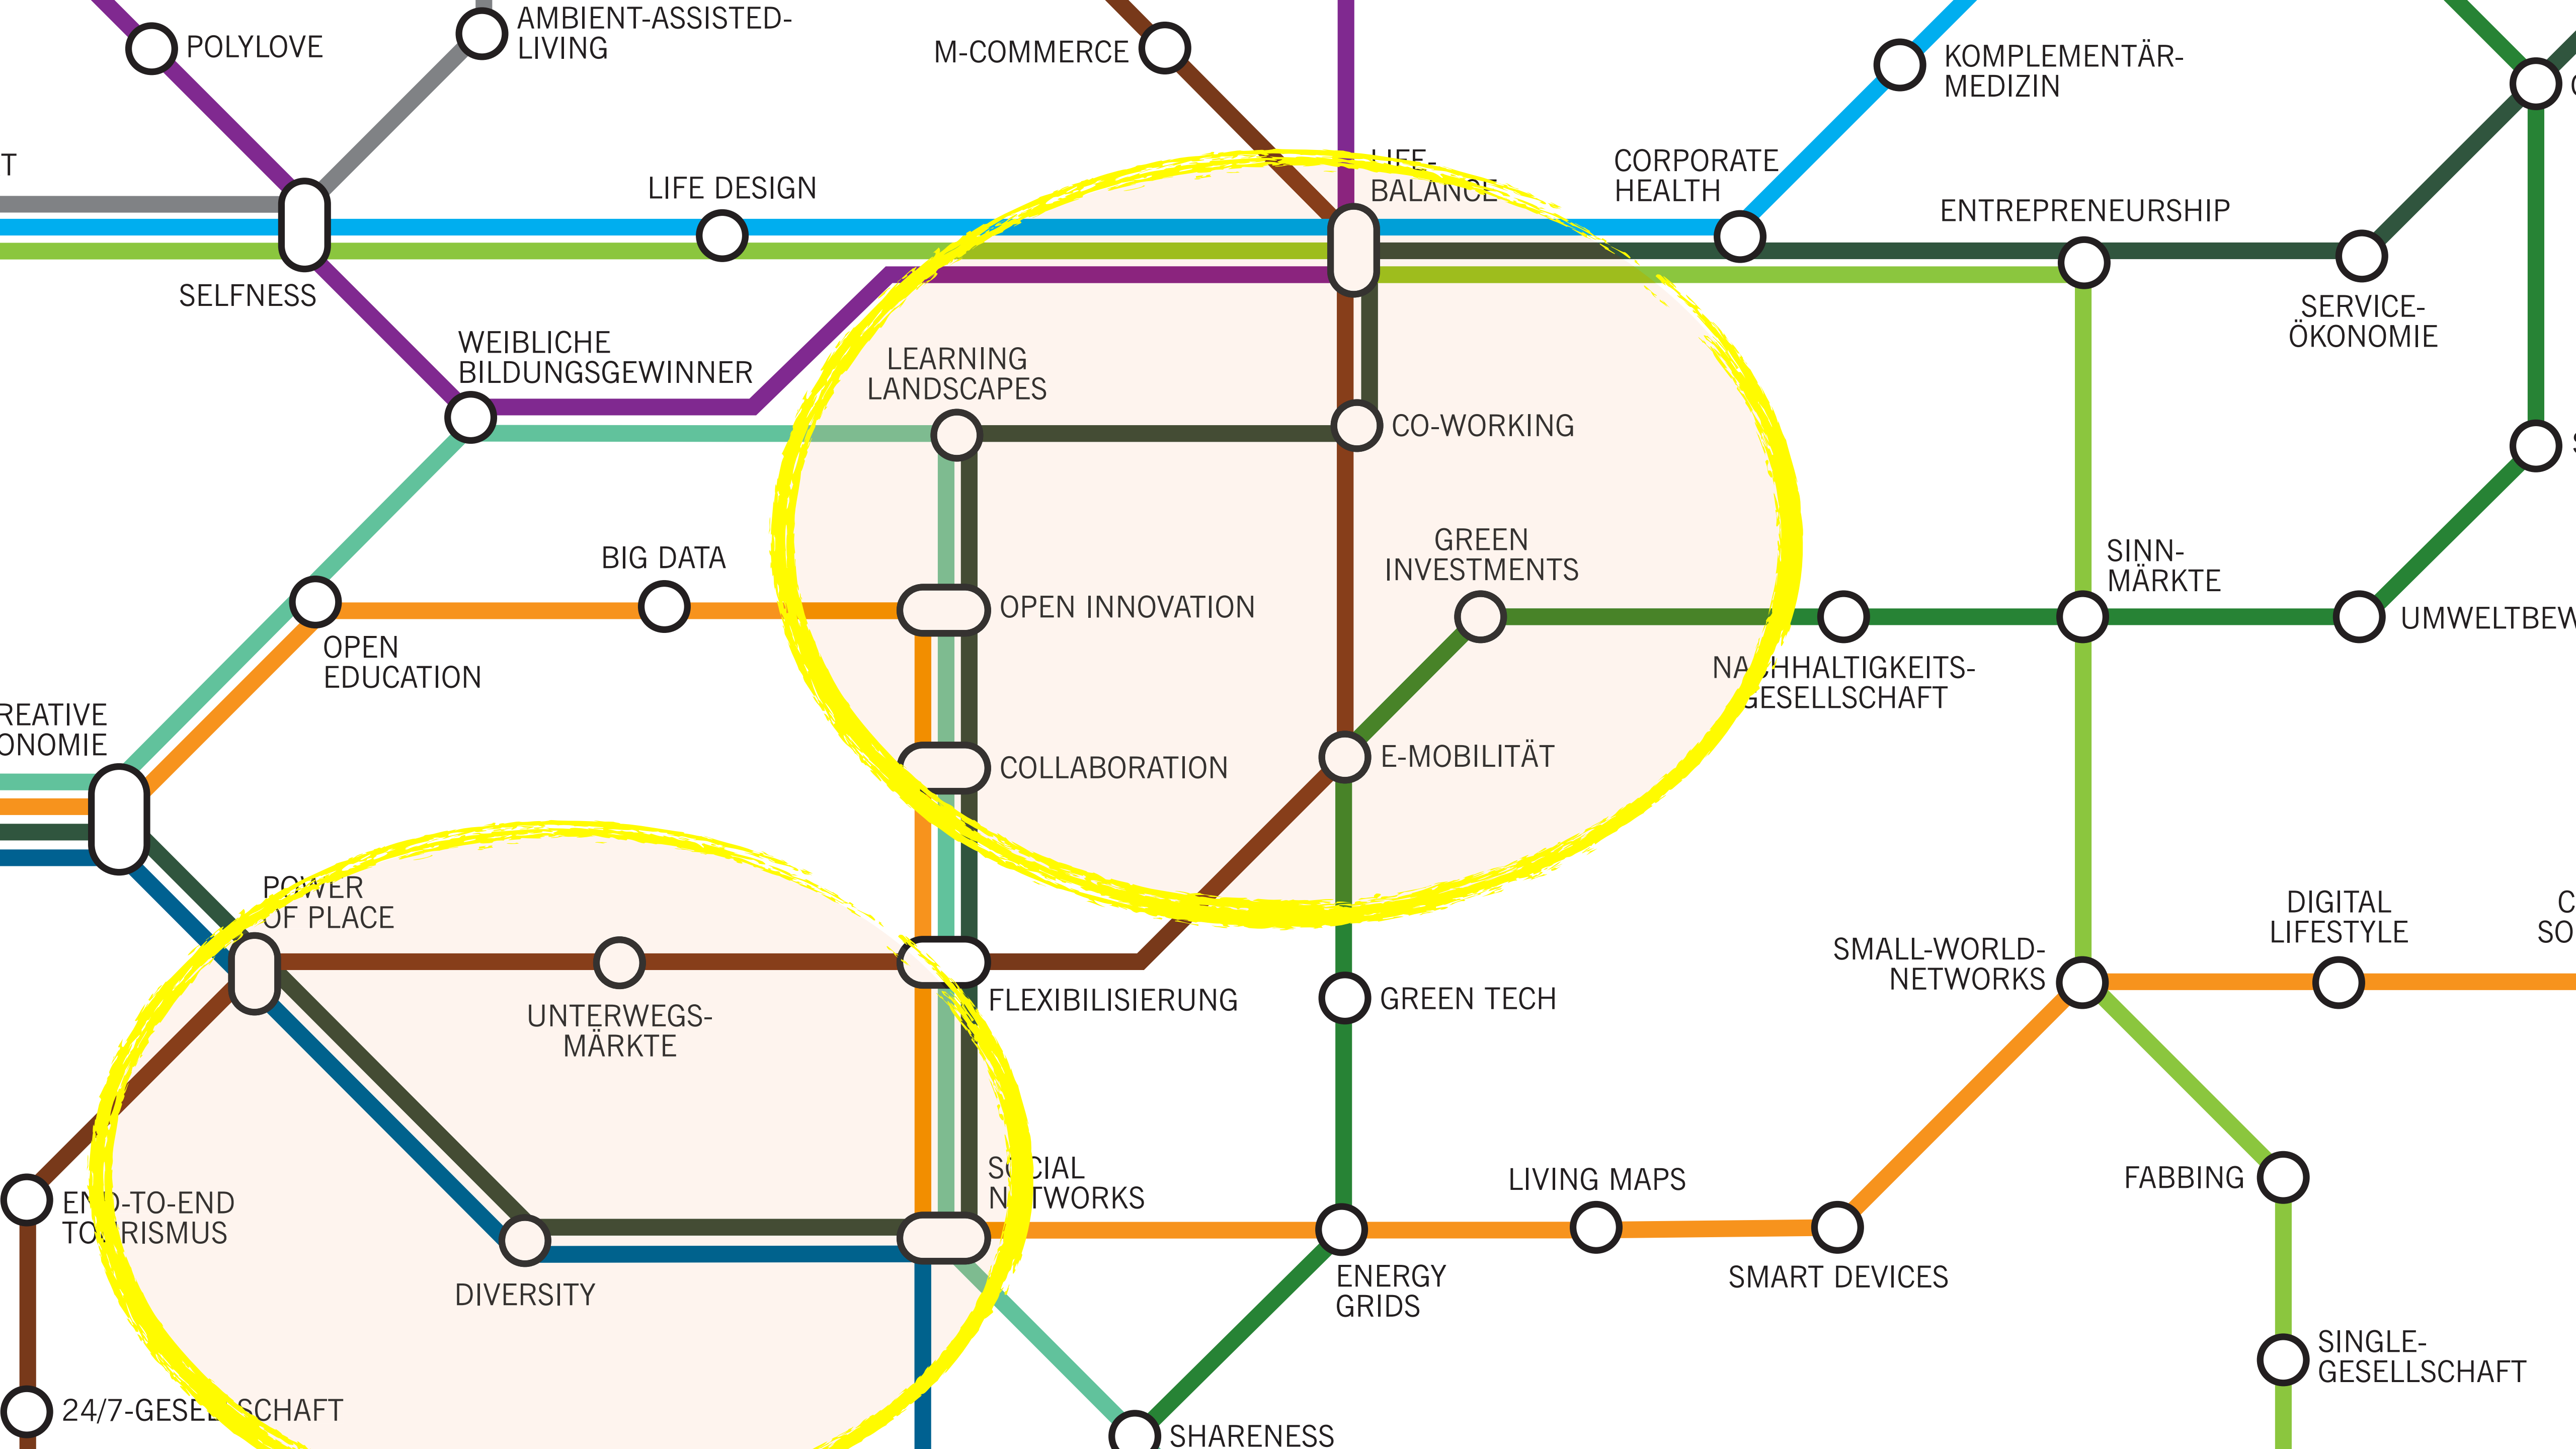 POLYLOVE
AMBIENT-ASSISTED-
LIVING
M-COMMERCE
KOMPLEMENTÄR-
MEDIZIN
T
LIFE DESIGN
LIFE-
BALANCE
CORPORATE
HEALTH
ENTREPRENEURSHIP
SELFNESS
SERVICE-
ÖKONOMIE
WEIBLICHE
BILDUNGSGEWINNER
LEARNING
LANDSCAPES
CO-WORKING
BIG DATA
OPEN INNOVATION
GREEN
INVESTMENTS
SINN-
MÄRKTE
UMWELTBEW
OPEN
EDUCATION
NACHHALTIGKEITS-
GESELLSCHAFT
REATIVE
ONOMIE
COLLABORATION
E-MOBILITÄT
POWER
OF PLACE
UNTERWEGS-
MÄRKTE
FLEXIBILISIERUNG
GREEN TECH
SMALL-WORLD-
NETWORKS
DIGITAL
LIFESTYLE
C
SO
END-TO-END
TOURISMUS
SOCIAL
NETWORKS
LIVING MAPS
FABBING
DIVERSITY
ENERGY
GRIDS
SMART DEVICES
SINGLE-
GESELLSCHAFT
24/7-GESELLSCHAFT
SHARENESS